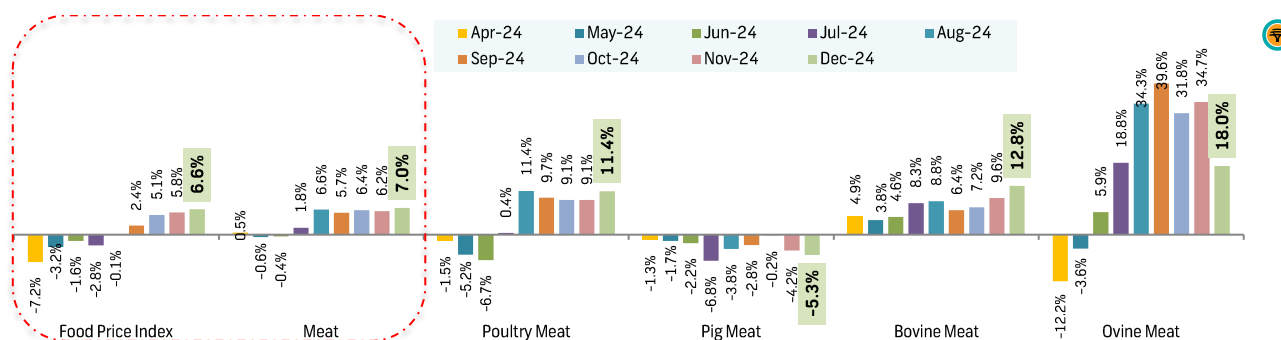 Apr-24 May-24 Jun-24 Jul-24 Aug-24
Sep-24 Oct-24 Nov-24 Dec-24
-7.2% -3.2% -1.6% -2.8% -0.1% 2.4% 5.1% 5.8% 6.6%
0.5% -0.6% -0.4% 1.8% 6.6% 5.7% 6.4% 6.2% 7.0%
-1.5% -5.2% -6.7% 0.4% 11.4% 9.7% 9.1% 9.1% 11.4%
-1.3% -1.7% -2.2% -6.8% -3.8% -2.8% -0.2% -4.2% -5.3%
4.9% 3.8% 4.6% 8.3% 8.8% 6.4% 7.2% 9.6% 12.8%
-12.2% -3.6% 5.9% 18.8% 34.3% 39.6% 31.8% 34.7% 18.0%
Food Price Index Meat Poultry Meat Pig Meat Bovine Meat Ovine Meat